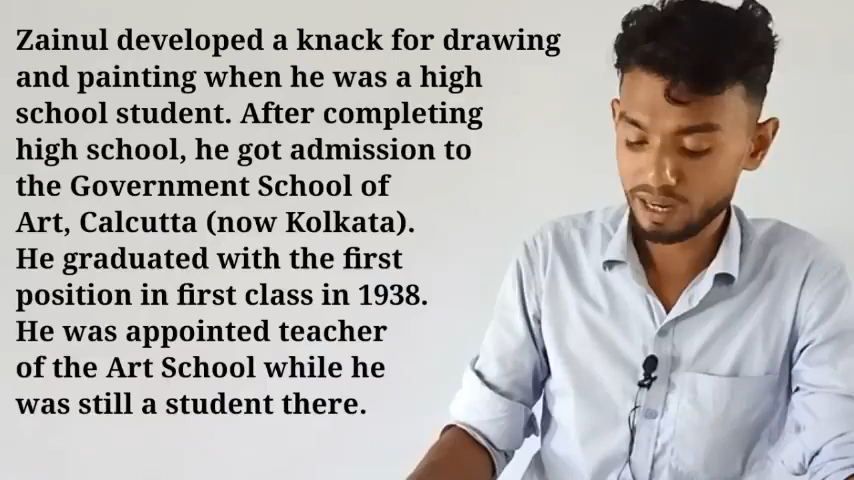 Zainul developed a knack for drawing
and painting when he was a high
school student. After completing
high school, he got admission to
the Government School of
Art, Calcutta (now Kolkata).
He graduated with the first
position in first class in 1938.
He was appointed teacher
of the Art School while he
was still a student there.